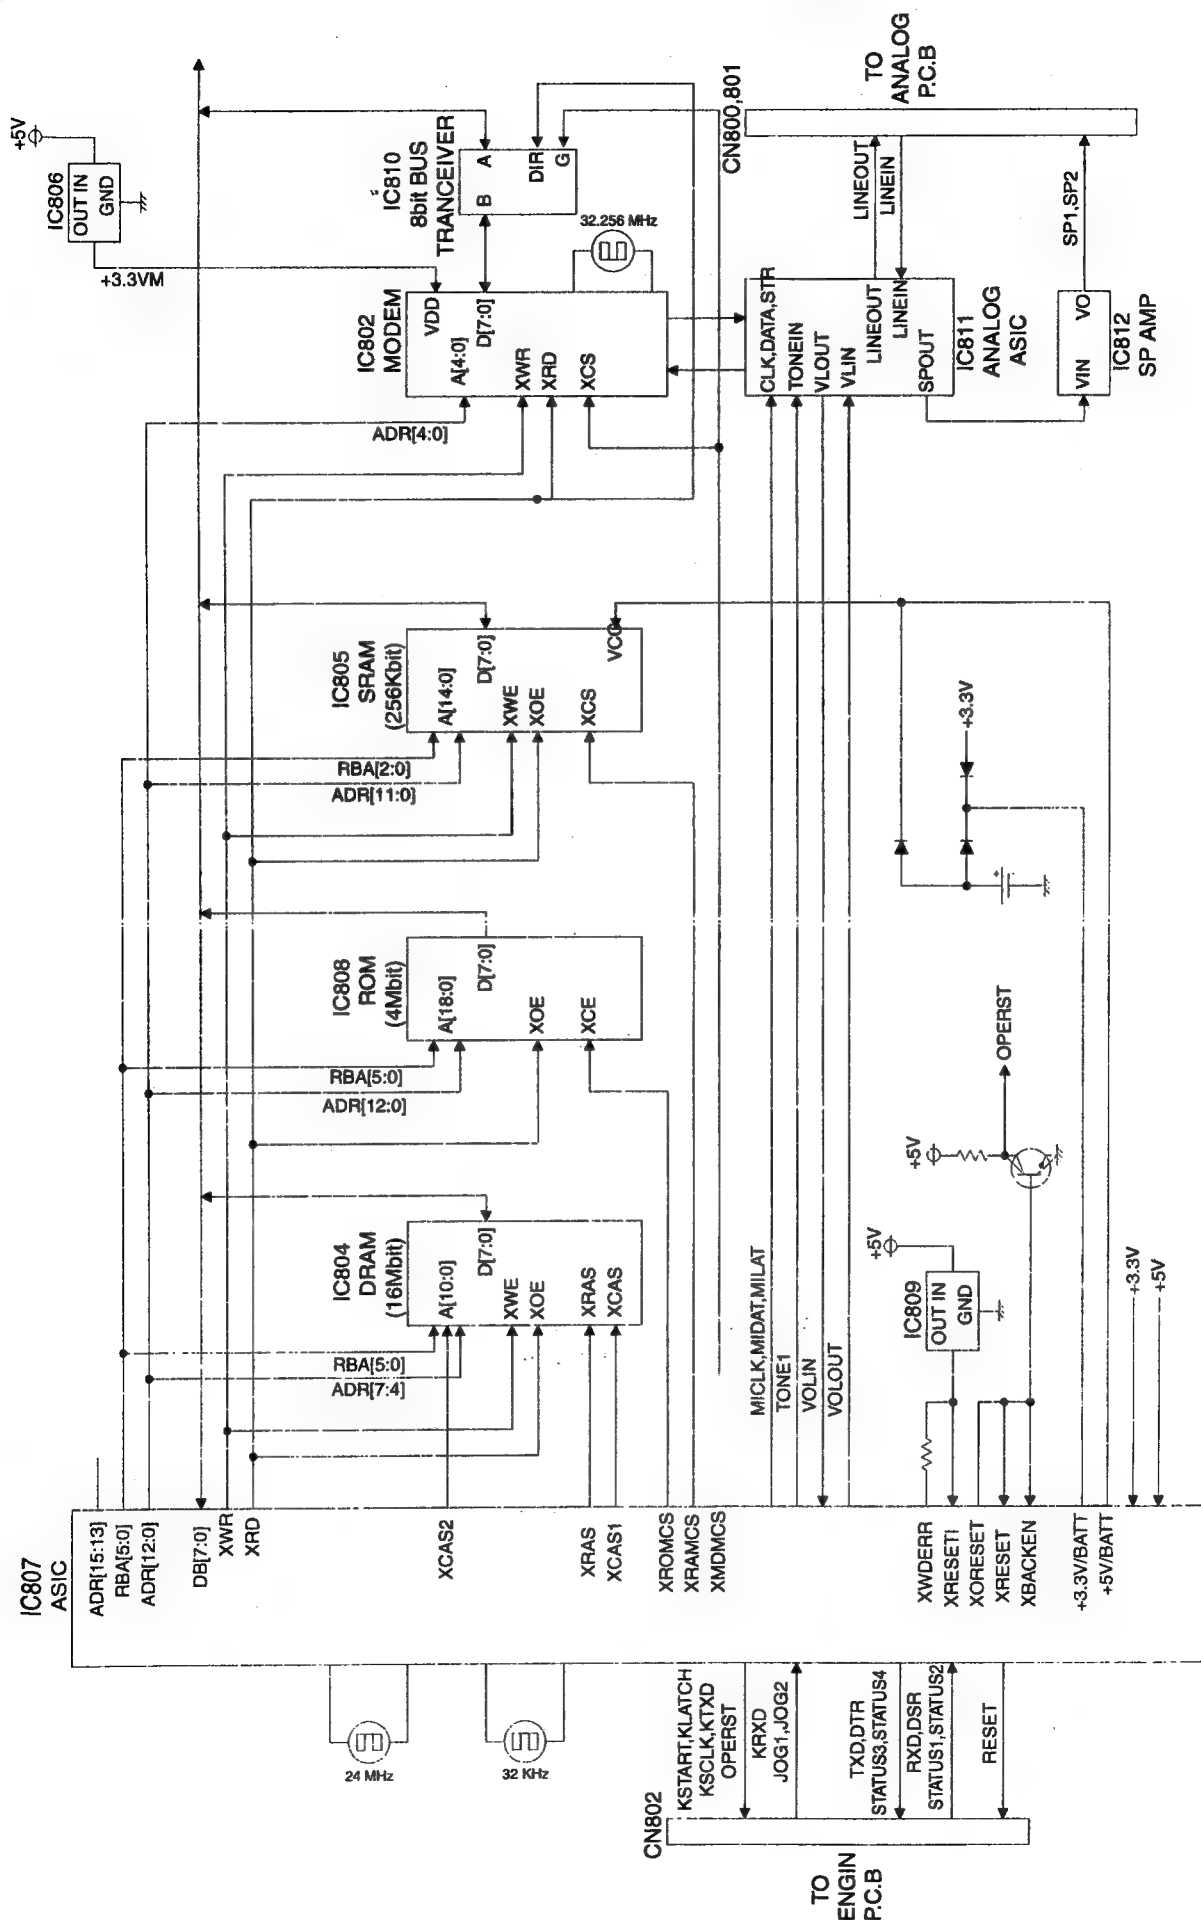 IC807
ASIC
ADR[15:13]
RBA[5:0]
ADR[12:0]
DB[7:0]
XWR
XRD
XCAS2
XRAS
XCAS1
XROMCS
XRAMCS
XMDMCS
XWDERR
XRESETI
XORESET
XRESET
XBACKEN
+3.3V/BATT
+5V/BATT
24 MHz
32 KHz
CN802
TO
ENGIN
P.C.B
KSTART,KLATCH
KSCLK,KTXD
OPERST
KRXD
JOG1,JOG2
TXD,DTR
STATUS3,STATUS4
RXD,DSR
STATUS1,STATUS2
RESET
IC804
DRAM
(16Mbit)
A[10:0]
D[7:0]
XWE
XOE
XRAS
XCAS
RBA[5:0]
ADR[7:4]
IC808
ROM
(4Mbit)
A[18:0]
D[7:0]
XOE
XCE
RBA[5:0]
ADR[12:0]
IC805
SRAM
(256Kbit)
A[14:0]
D[7:0]
XWE
XOE
XCS
VCC
RBA[2:0]
ADR[11:0]
IC802
MODEM
VDD
A[4:0]
D[7:0]
XWR
XRD
XCS
ADR[4:0]
32.256 MHz
+5V
IC806
OUT IN
GND
+3.3VM
IC810
8bit BUS
TRANCEIVER
B
A
DIR
G
MICLK,MIDAT,MILAT
TONE1
VOLIN
VOLOUT
CLK,DATA,STR
TONEIN
VLOUT
VLIN
LINEOUT
LINEIN
SPOUT
IC811
ANALOG
ASIC
LINEOUT
LINEIN
SP1,SP2
CN800,801
TO
ANALOG
P.C.B
VIN
VO
IC812
SP AMP
+5V
IC809
OUT IN
GND
+5V
OPERST
+3.3V
+
+3.3V
+5V